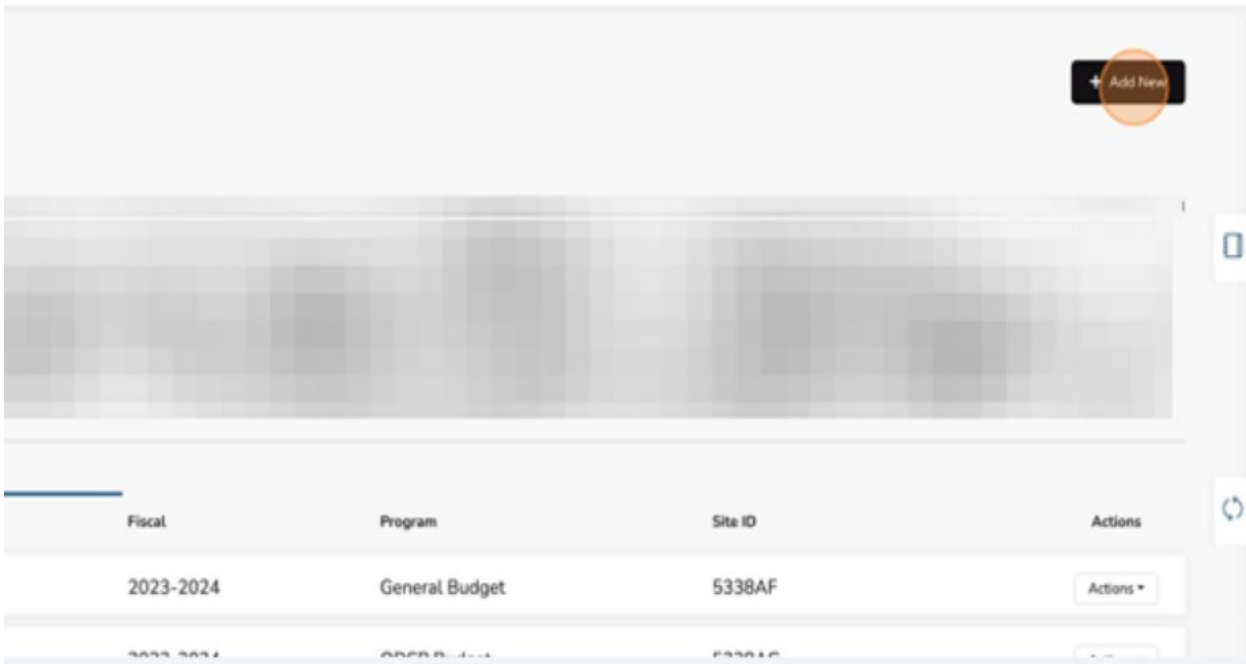 + Add New
Fiscal Program Site ID Actions
2023-2024 General Budget 5338AF Actions